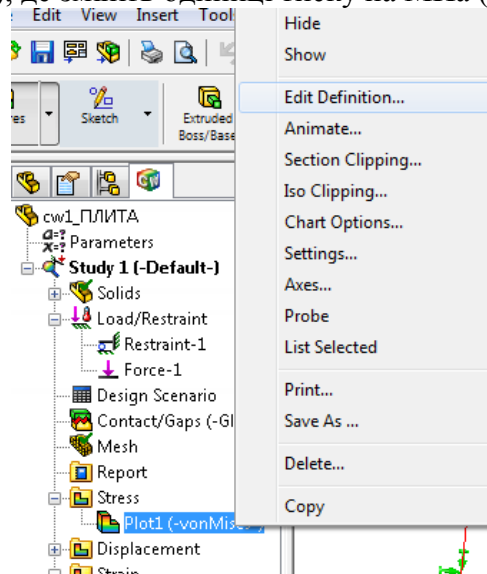 Edit View Insert Tool
Hide
Show
Edit Definition...
Animate...
Section Clipping...
Iso Clipping...
Chart Options...
Settings...
Axes...
Probe
List Selected
Print...
Save As ...
Delete...
Copy
Sketch
Extruded
Boss/Base
cw1_ПЛИТА
Parameters
Study 1 (-Default-)
Solids
Load/Restraint
Restraint-1
Force-1
Design Scenario
Contact/Gaps (-Gl
Mesh
Report
Stress
Plot1 (-vonMises-)
Displacement
Strain